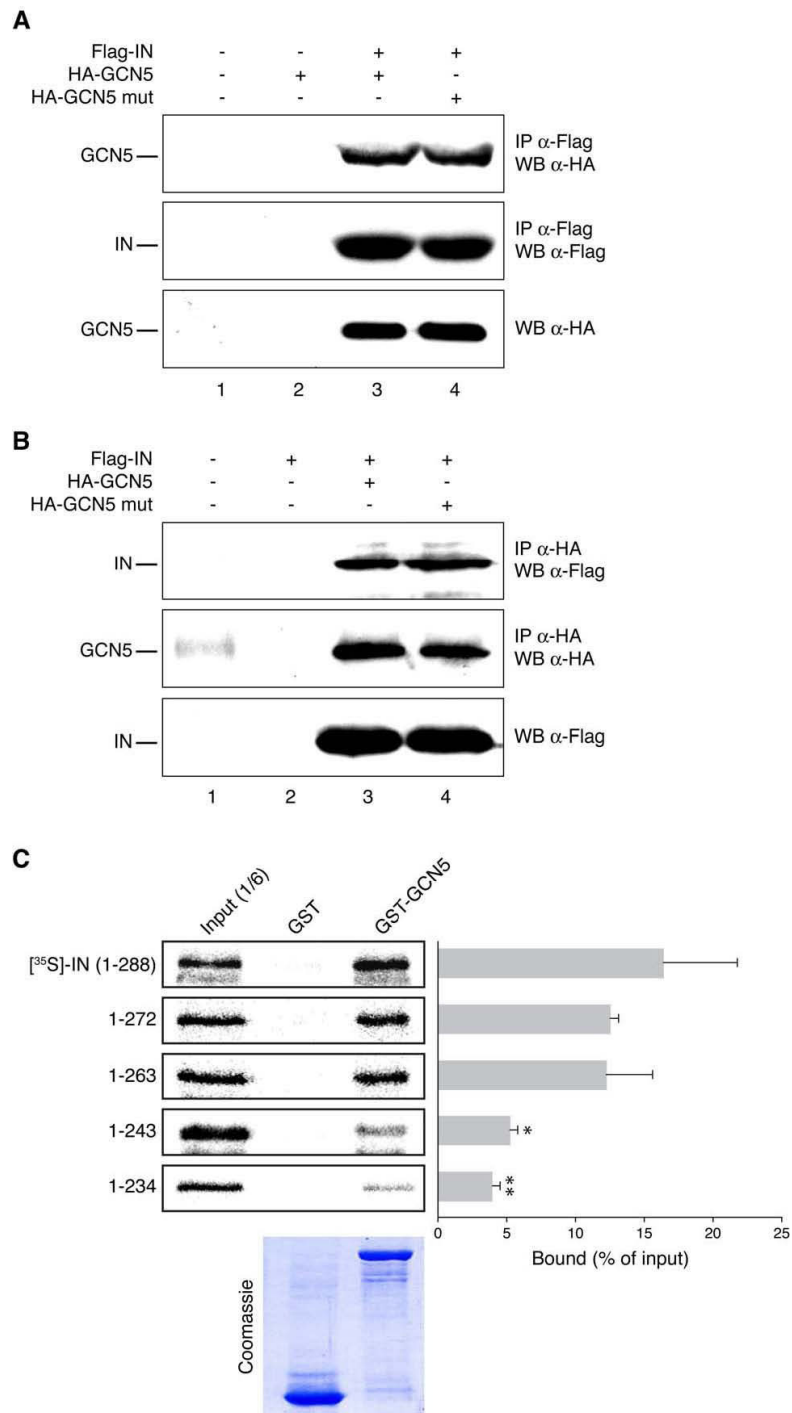 A
Flag-IN - - + +
HA-GCN5 - + + -
HA-GCN5 mut - - - +
GCN5
IP α-Flag
WB α-HA
IN
IP α-Flag
WB α-Flag
GCN5
WB α-HA
1 2 3 4
B
Flag-IN - + + +
HA-GCN5 - - + -
HA-GCN5 mut - - - +
IN
IP α-HA
WB α-Flag
GCN5
IP α-HA
WB α-HA
IN
WB α-Flag
1 2 3 4
C
Input (1/6) GST GST-GCN5
[³⁵S]-IN (1-288)
1-272
1-263
1-243
*
1-234
**
0 5 10 15 20 25
Bound (% of input)
Coomassie